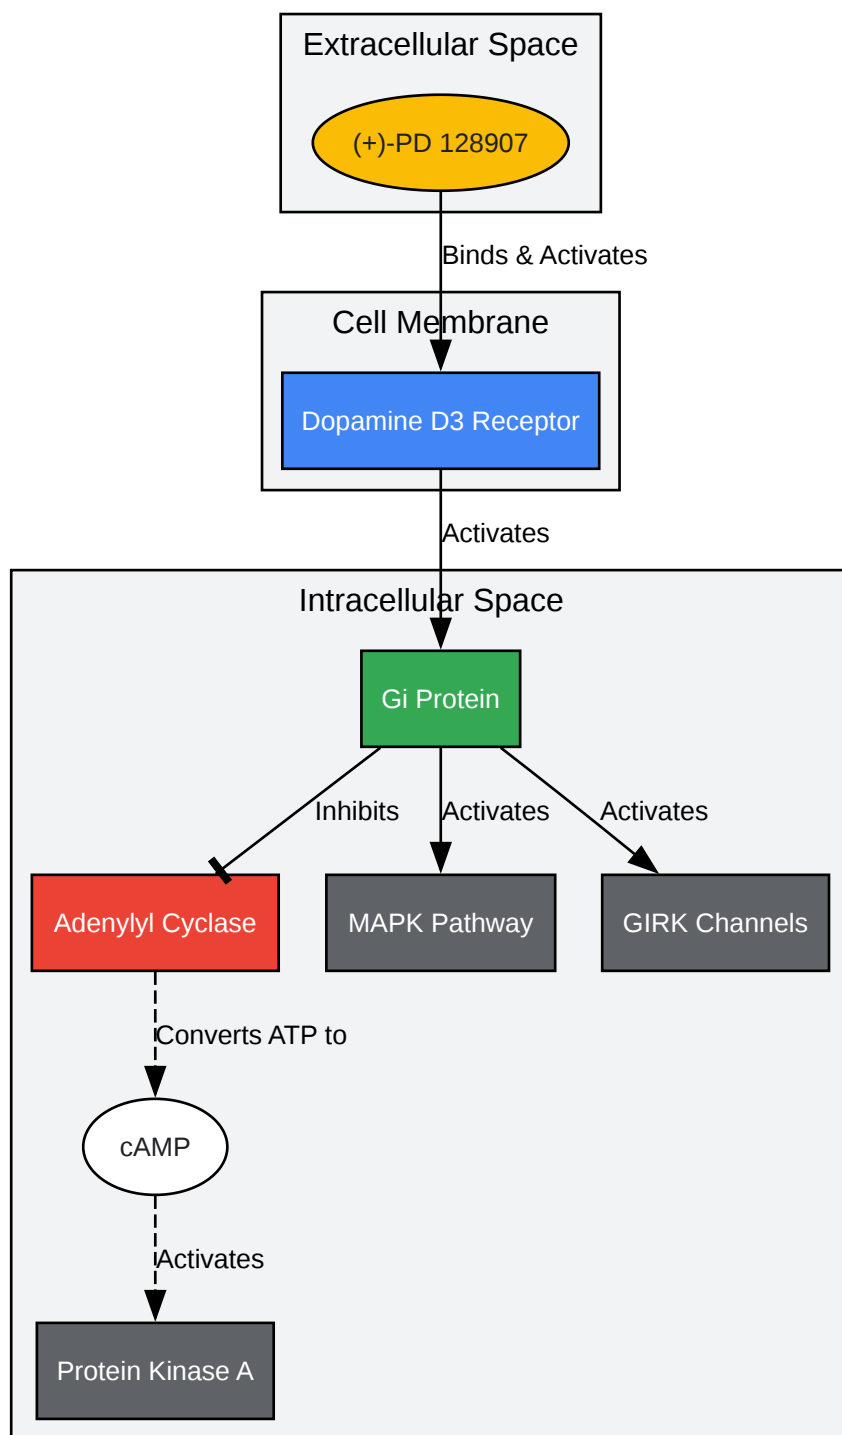 Extracellular Space
(+)-PD 128907
Binds & Activates
Cell Membrane
Dopamine D3 Receptor
Activates
Intracellular Space
Gi Protein
Inhibits
Activates
Activates
Adenylyl Cyclase
MAPK Pathway
GIRK Channels
Converts ATP to
cAMP
Activates
Protein Kinase A